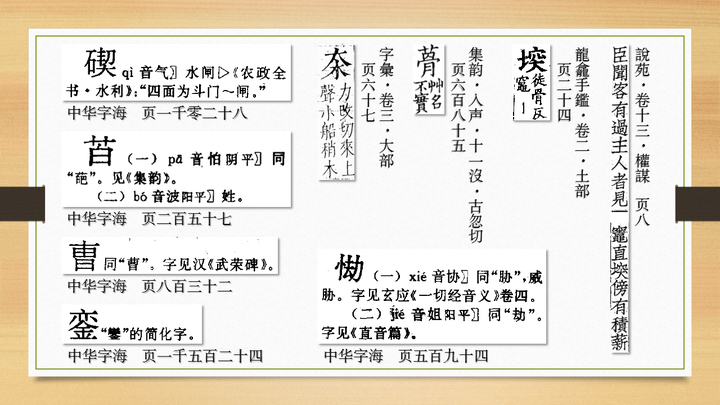 碶 qì 音气〗水闸▷《农政全
书·水利》：“四面为斗门～闸。”
中华字海　页一千零二十八
苩 （一） pā 音怕阴平〗同
“葩”。见《集韵》。
（二） bó 音波阳平〗姓。
中华字海　页二百五十七
曺 同“曹”。字见汉《武荣碑》。
中华字海　页八百三十二
銮 “鑾”的简化字。
中华字海　页一千五百二十四
力改切來上
聲小船稍木
字彙·卷三·大部
页六十七
蓇 艸名
不實
集韵·入声·十一沒·古忽切
页六百八十五
堗 徒骨反
竈丨
龍龕手鑑·卷二·土部
页二十四
說苑·卷十三·權謀　页八
臣聞客有過主人者見一竈直堗傍有積薪
恊 （一） xié 音协〗同“胁”，威
胁。字见玄应《一切经音义》卷四。
（二） jié 音姐阳平〗同“劫”。
字见《直音篇》。
中华字海　页五百九十四